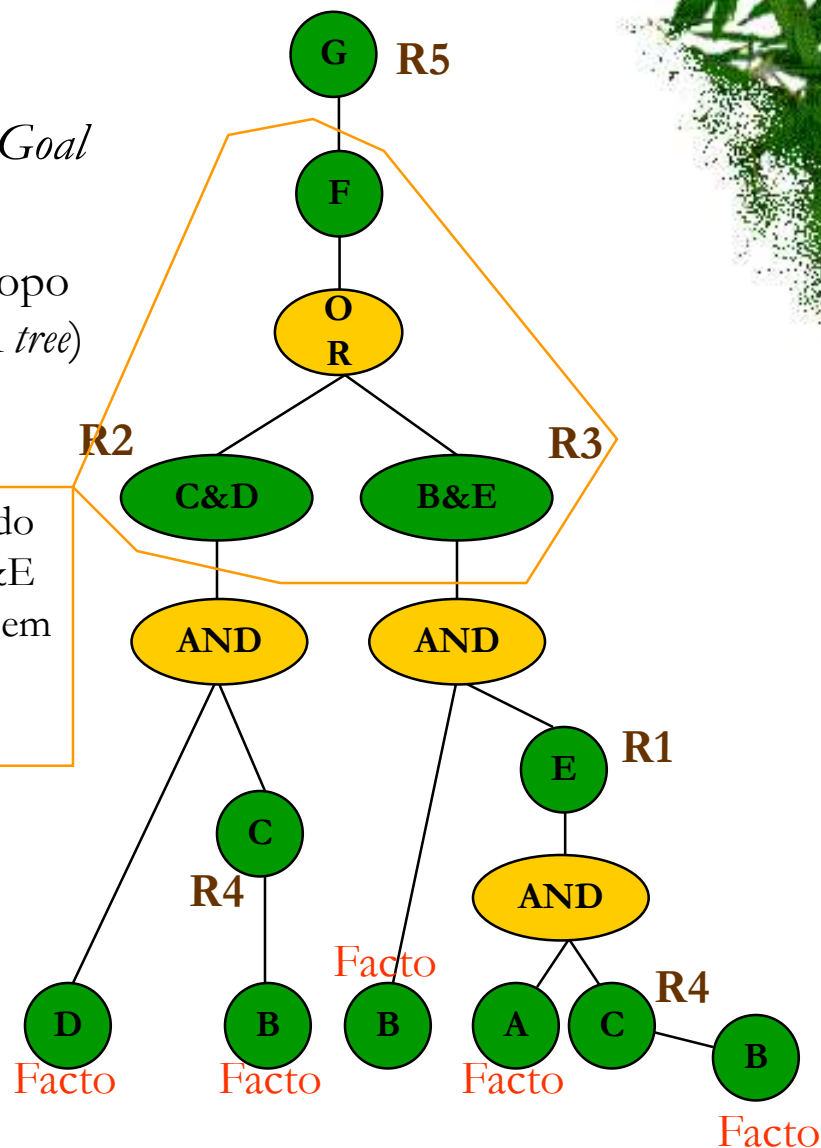 G R5
Goal
F
opo
tree)
O
R
R2 R3
C&D B&E
do
&E
em
AND AND
E R1
C
R4
AND
Facto
R4
D B B A C
B
Facto Facto Facto
Facto